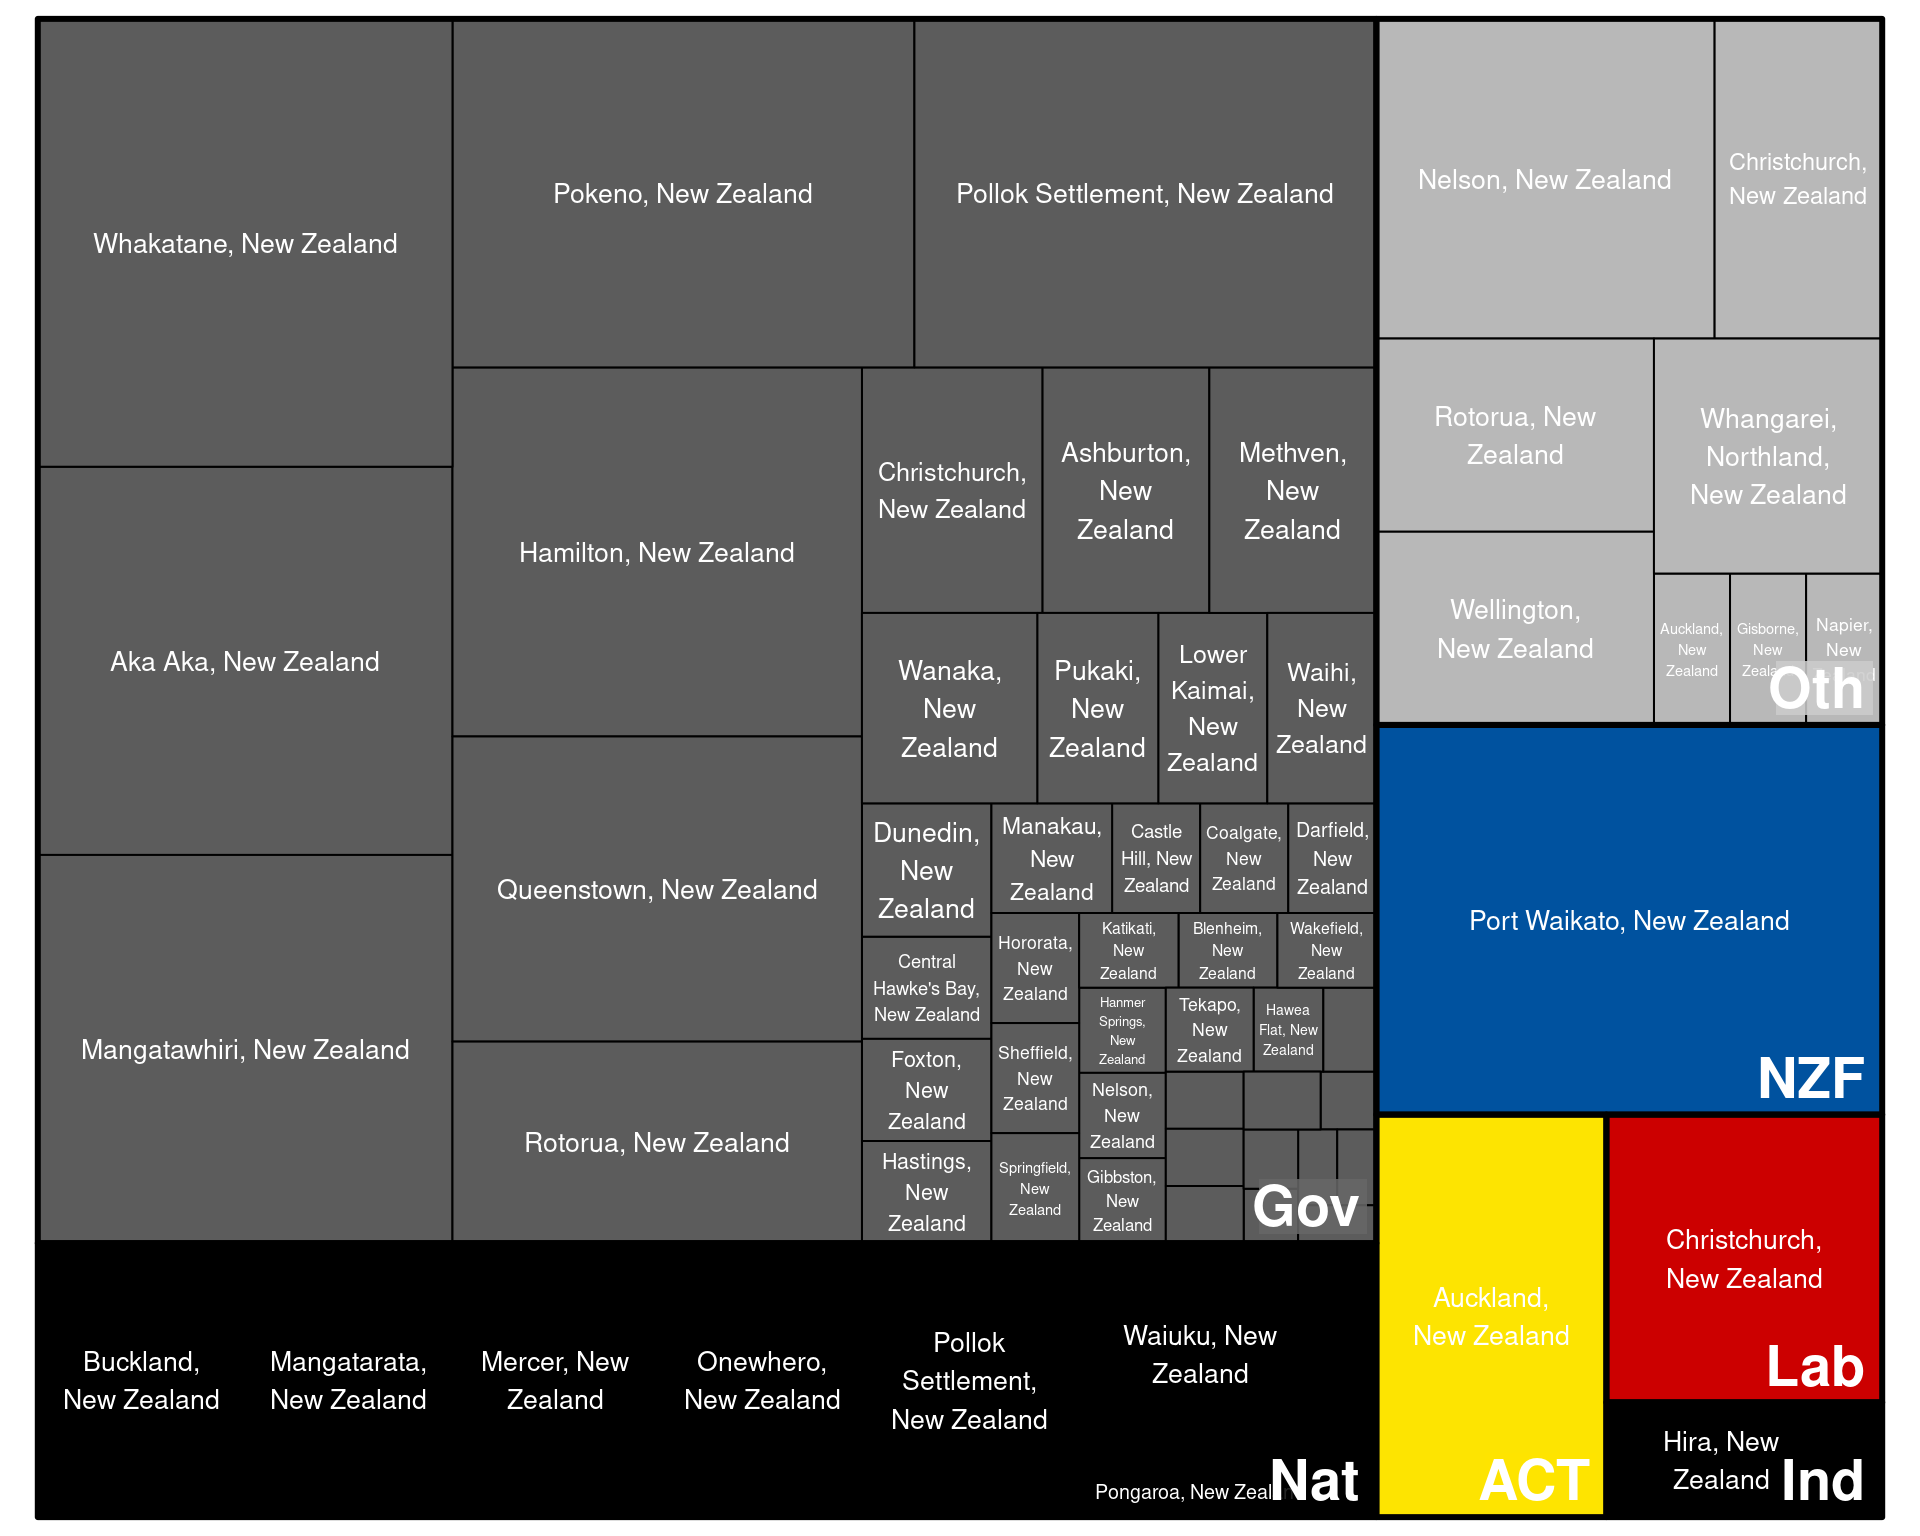 Whakatane, New Zealand
Aka Aka, New Zealand
Mangatawhiri, New Zealand
Pokeno, New Zealand
Pollok Settlement, New Zealand
Hamilton, New Zealand
Queenstown, New Zealand
Rotorua, New Zealand
Christchurch,
New Zealand
Ashburton,
New
Zealand
Methven,
New
Zealand
Wanaka,
New
Zealand
Pukaki,
New
Zealand
Lower
Kaimai,
New
Zealand
Waihi,
New
Zealand
Dunedin,
New
Zealand
Central
Hawke's Bay,
New Zealand
Foxton,
New
Zealand
Hastings,
New
Zealand
Manakau,
New
Zealand
Castle
Hill, New
Zealand
Coalgate,
New
Zealand
Darfield,
New
Zealand
Hororata,
New
Zealand
Sheffield,
New
Zealand
Springfield,
New
Zealand
Katikati,
New
Zealand
Blenheim,
New
Zealand
Wakefield,
New
Zealand
Hanmer
Springs,
New
Zealand
Nelson,
New
Zealand
Gibbston,
New
Zealand
Tekapo,
New
Zealand
Hawea
Flat, New
Zealand
Gov
Buckland,
New Zealand
Mangatarata,
New Zealand
Mercer, New
Zealand
Onewhero,
New Zealand
Pollok
Settlement,
New Zealand
Waiuku, New
Zealand
Pongaroa, New
Nat
Nelson, New Zealand
Christchurch,
New Zealand
Rotorua, New
Zealand
Wellington,
New Zealand
Whangarei,
Northland,
New Zealand
Auckland,
New
Zealand
Gisborne,
New
Napier,
New
Oth
Port Waikato, New Zealand
NZF
Auckland,
New Zealand
ACT
Christchurch,
New Zealand
Lab
Hira, New
Zealand
Ind